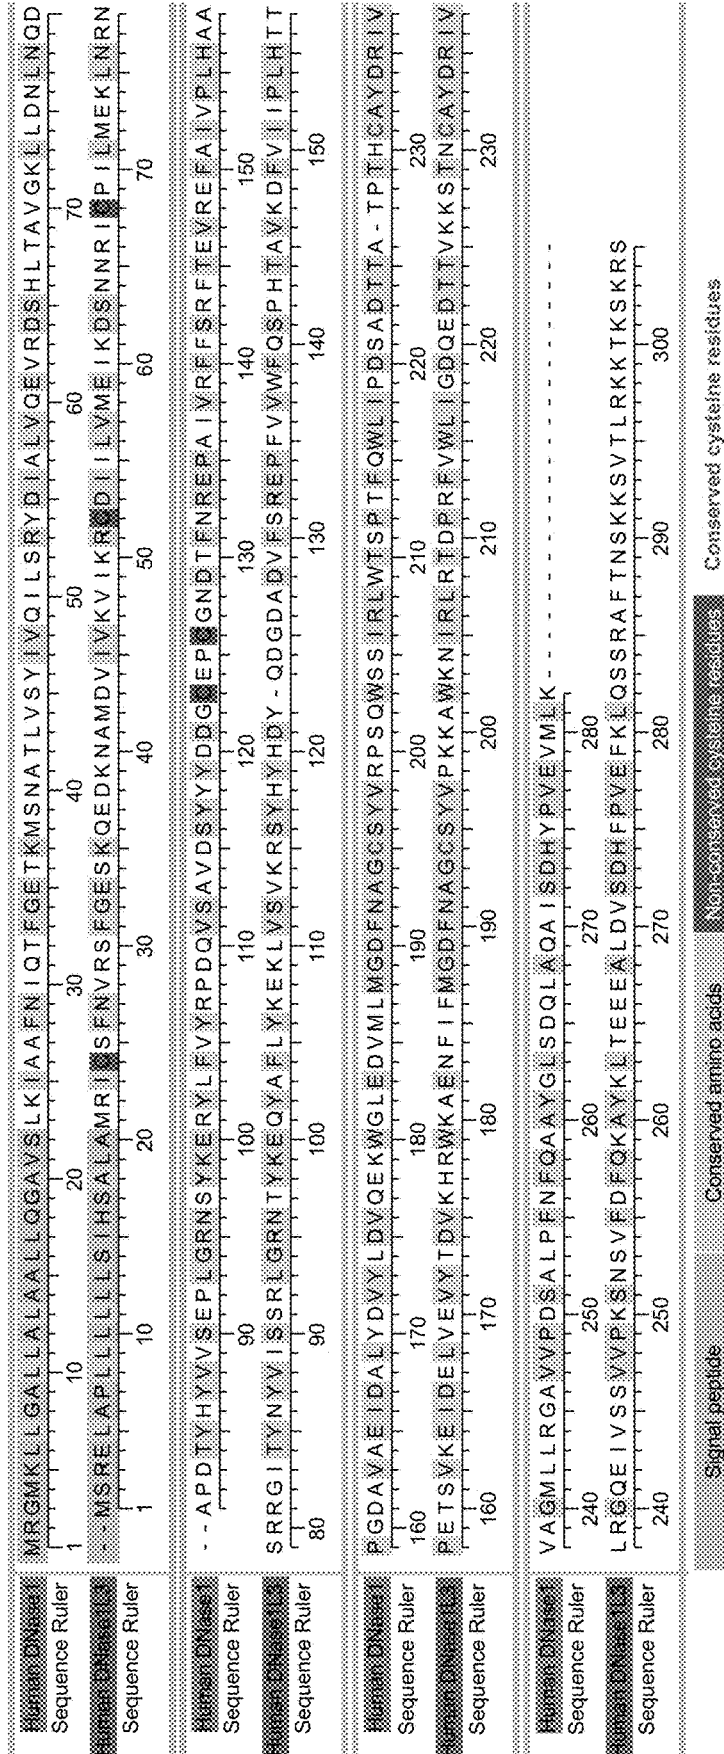 Human DNase1 MRGMKLLGALLALAALLQGAVSLKIAAFNIQTFGETKMSNATLVSYIVQILSRYDIALVQEVRDSHLTAVGKLLDNLNQD
Sequence Ruler 1 10 20 30 40 50 60 70
Human DNase1L3 -MSRELAPLLLLLLSIHSALAMRICSFNVRSFGESKQEDKNAMDVIVKVIKRCDIILVMEIKDSNNRICPILMEKLNRN
Sequence Ruler 1 10 20 30 40 50 60 70
Human DNase1 --APDTYHYVVSEPLGRNSYKERYLFVYRPDQVSAVDSYYYDDGCEPCGNDTFNREPAIVRFFSRFTEVREFAIVPLHAA
Sequence Ruler 90 100 110 120 130 140 150
Human DNase1L3 SRRGITYNYVISSRLGRNTYKEQYAFLYKEKLVSVKRSYHYHDY-QDGDADVFSREPFVVWFQSPHTAVKDFVIIPLHTT
Sequence Ruler 80 90 100 110 120 130 140 150
Human DNase1 PGDAVAEIDALYDVYLDVQEKWGLEDVMLMGDFNAGCSYVRPSQWSSIRLWTSPTFQWLIPDSADTTA-TPTHCAYDRIV
Sequence Ruler 160 170 180 190 200 210 220 230
Human DNase1L3 PETSVKEIDELVEVYTDVKHRWKAENFIFMGDFNAGCSYVPKKAWKNIRLRTDPRFVWLIGDQEDTTVKKSTNCAYDRIV
Sequence Ruler 160 170 180 190 200 210 220 230
Human DNase1 VAGMLLRGAVVPDSALPFNFQAAYGLSDQLAQAISDHYPVEVMLK-----------------------
Sequence Ruler 240 250 260 270 280
Human DNase1L3 LRGQEIVSSVVPKSNSVFDFQKAYKLTEEEALDVSDHFPVEFKLQSSRAFTNSKKSVTLRKKTKSKRS
Sequence Ruler 240 250 260 270 280 290 300
Signal peptide Conserved amino acids Non-conserved cysteine residues Conserved cysteine residues